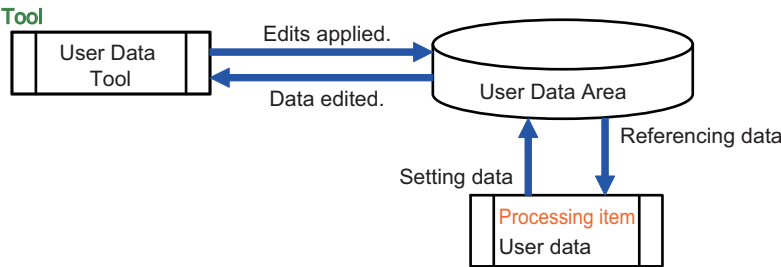 Tool
User Data
Tool
Edits applied.
Data edited.
User Data Area
Referencing data
Setting data
Processing item
User data